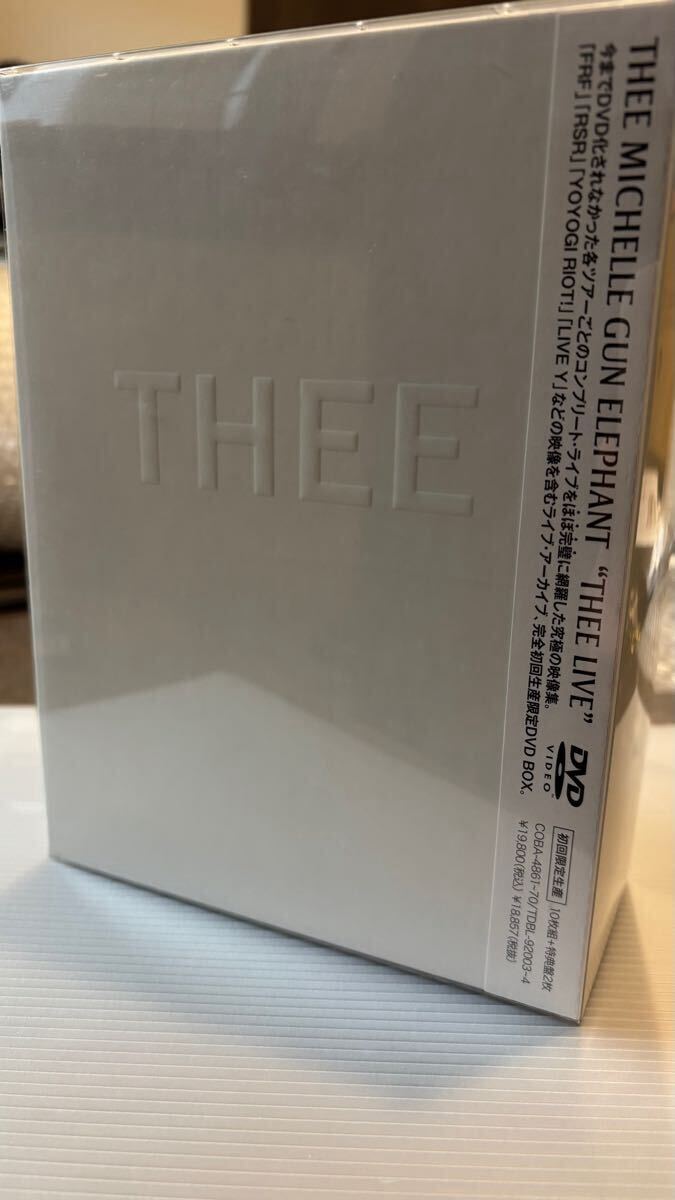 THEE
THEE MICHELLE GUN ELEPHANT “THEE LIVE”
今までDVD化されなかった各ツアーごとのコンプリート・ライブをほぼ完璧に網羅した究極の映像集。
「FRF」「RSR」「YOYOGI RIOT!」「LIVE Y」などの映像を含むライブ・アーカイブ、完全初回生産限定DVD BOX。
DVD
VIDEO™
初回限定生産 10枚組+特典盤2枚
COBA-4861~70/TDBL-92003~4
¥19,800(税込) ¥18,857(税抜)